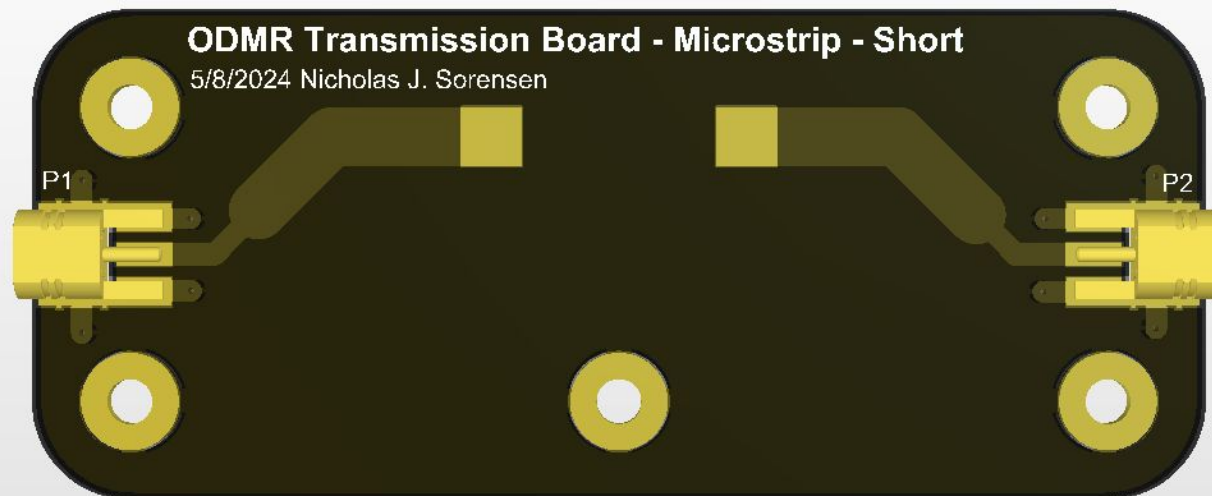 ODMR Transmission Board - Microstrip - Short
5/8/2024 Nicholas J. Sorensen
P1
P2